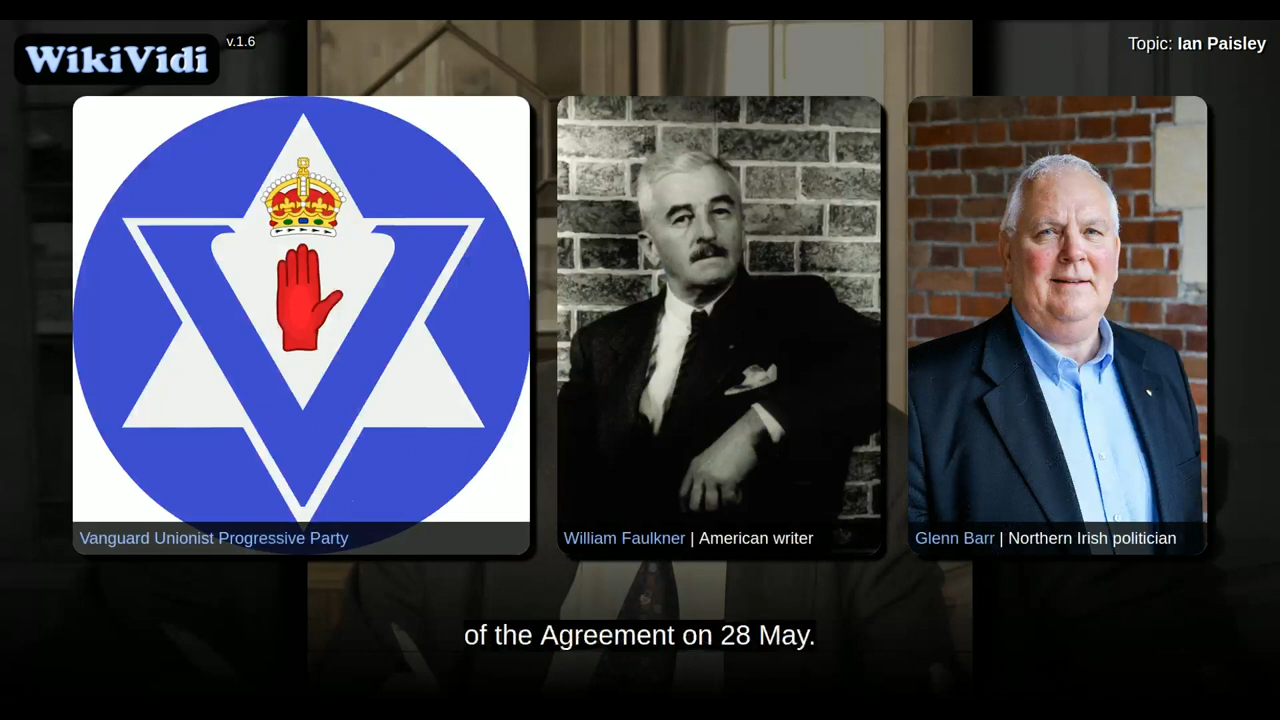 WikiVidi
v.1.6
Topic: Ian Paisley
Vanguard Unionist Progressive Party
William Faulkner | American writer
Glenn Barr | Northern Irish politician
of the Agreement on 28 May.